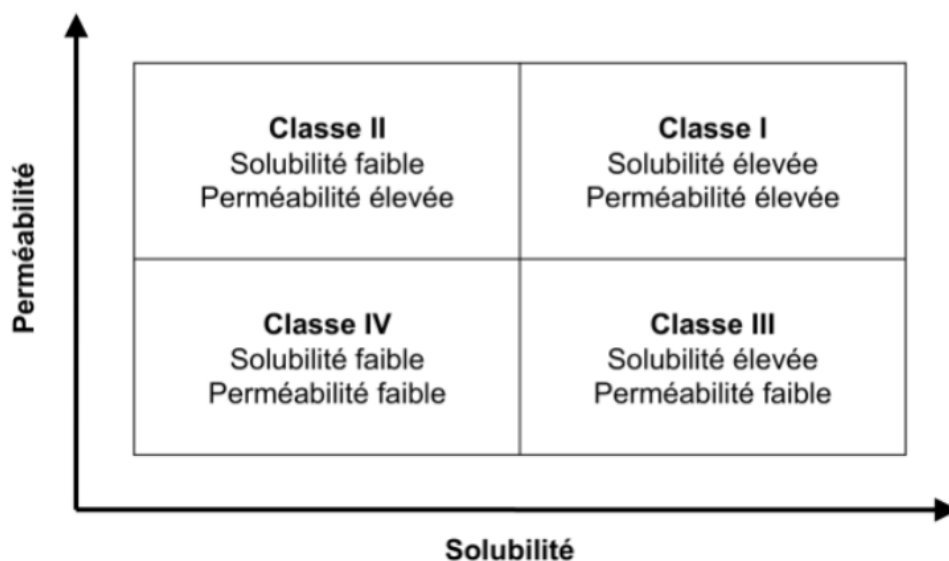 Perméabilité
Classe II
Solubilité faible
Perméabilité élevée
Classe I
Solubilité élevée
Perméabilité élevée
Classe IV
Solubilité faible
Perméabilité faible
Classe III
Solubilité élevée
Perméabilité faible
Solubilité